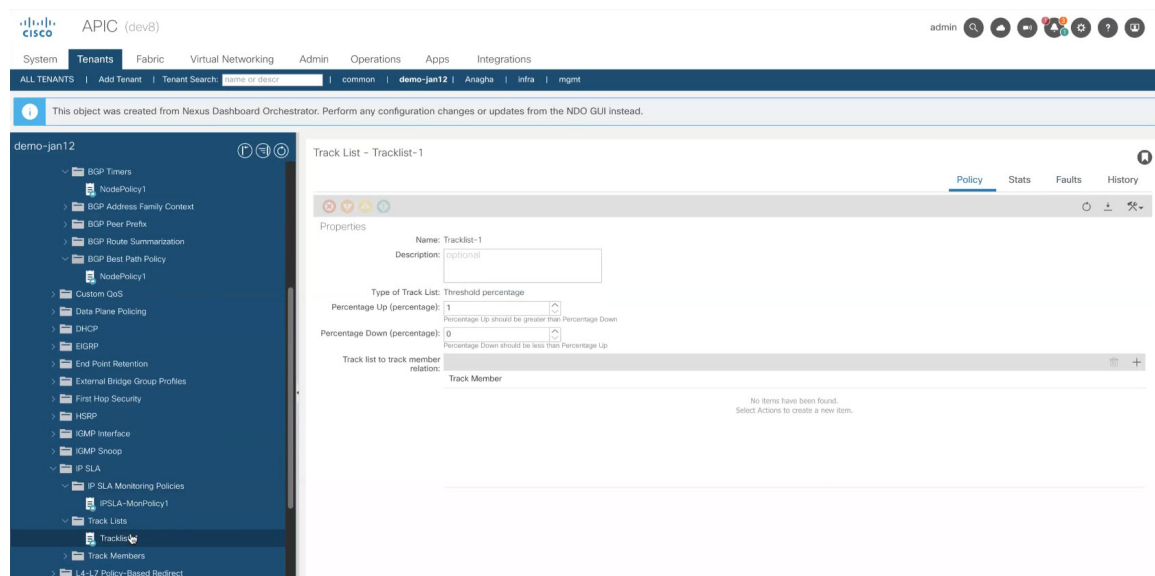 CISCO APIC (dev8) admin
7 3
1
System Tenants Fabric Virtual Networking Admin Operations Apps Integrations
ALL TENANTS | Add Tenant | Tenant Search: name or descr | common | demo-jan12 | Anagha | infra | mgmt
i This object was created from Nexus Dashboard Orchestrator. Perform any configuration changes or updates from the NDO GUI instead.
demo-jan12
BGP Timers
NodePolicy1
BGP Address Family Context
BGP Peer Prefix
BGP Route Summarization
BGP Best Path Policy
NodePolicy1
Custom QoS
Data Plane Policing
DHCP
EIGRP
End Point Retention
External Bridge Group Profiles
First Hop Security
HSRP
IGMP Interface
IGMP Snoop
IP SLA
IP SLA Monitoring Policies
IPSLA-MonPolicy1
Track Lists
Track Members
L4-L7 Policy-Based Redirect
Track List - Tracklist-1
Policy Stats Faults History
Properties
Name: Tracklist-1
Description: optional
Type of Track List: Threshold percentage
Percentage Up (percentage): 1
Percentage Up should be greater than Percentage Down
Percentage Down (percentage): 0
Percentage Down should be less than Percentage Up
Track list to track member
relation:
Track Member
No items have been found.
Select Actions to create a new item.